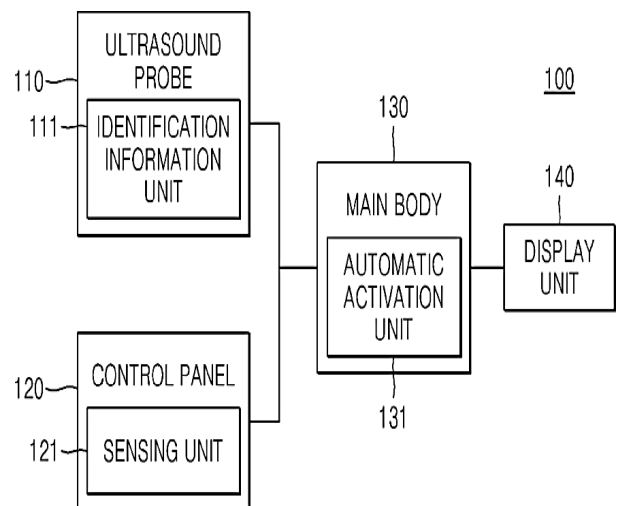 ULTRASOUND
PROBE
110
111
IDENTIFICATION
INFORMATION
UNIT
100
130
MAIN BODY
AUTOMATIC
ACTIVATION
UNIT
131
140
DISPLAY
UNIT
CONTROL PANEL
120
121
SENSING UNIT